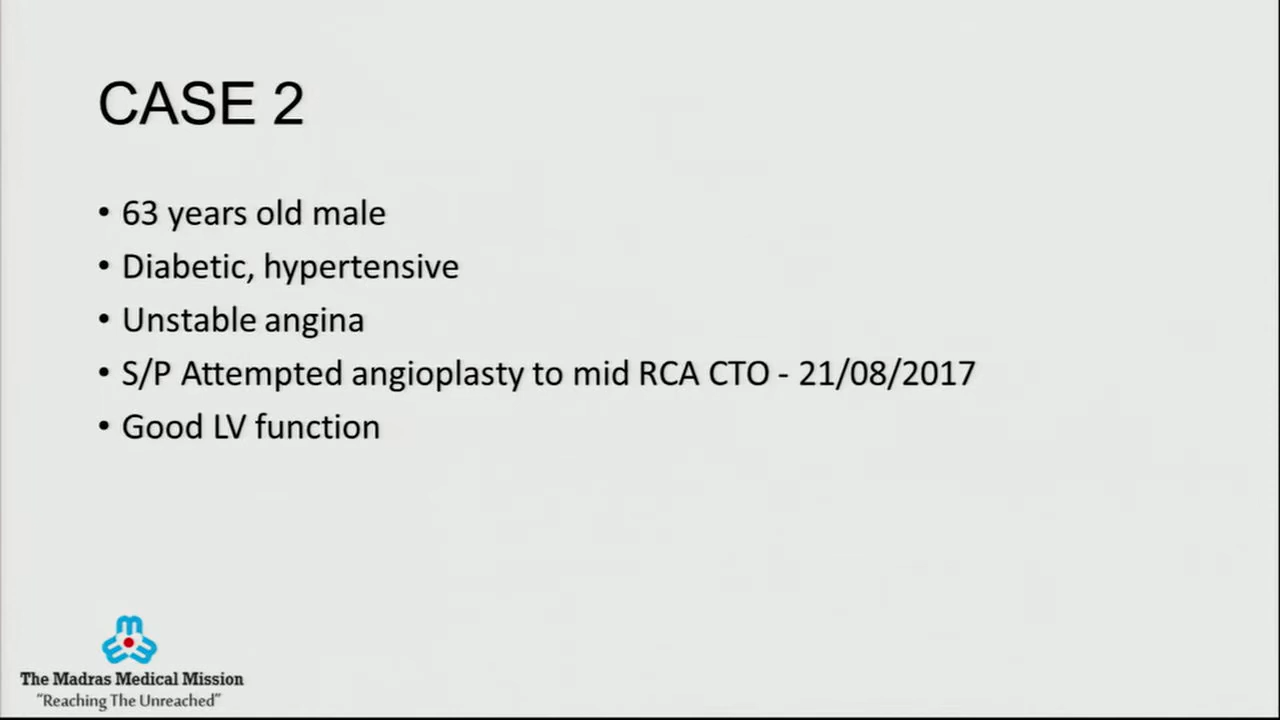 CASE 2
• 63 years old male
• Diabetic, hypertensive
• Unstable angina
• S/P Attempted angioplasty to mid RCA CTO - 21/08/2017
• Good LV function
The Madras Medical Mission
“Reaching The Unreached”